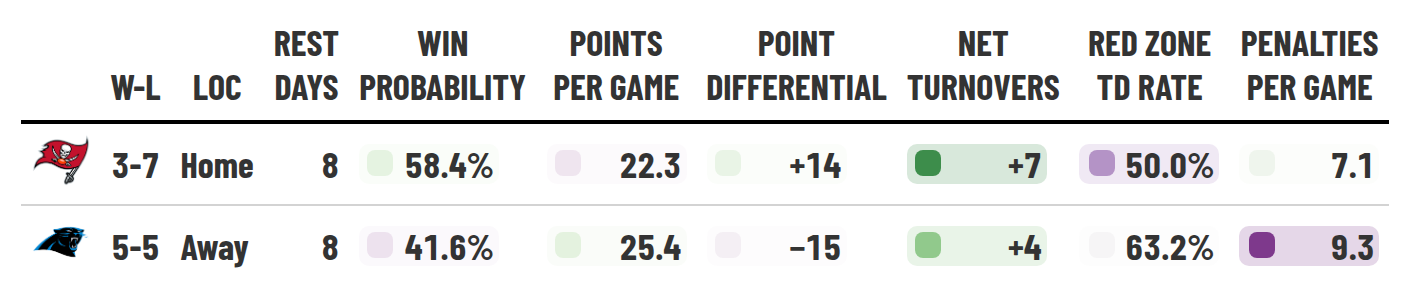 REST WIN POINTS POINT NET RED ZONE PENALTIES
W-L LOC DAYS PROBABILITY PER GAME DIFFERENTIAL TURNOVERS TD RATE PER GAME
3-7 Home 8 58.4% 22.3 +14 +7 50.0% 7.1
5-5 Away 8 41.6% 25.4 −15 +4 63.2% 9.3